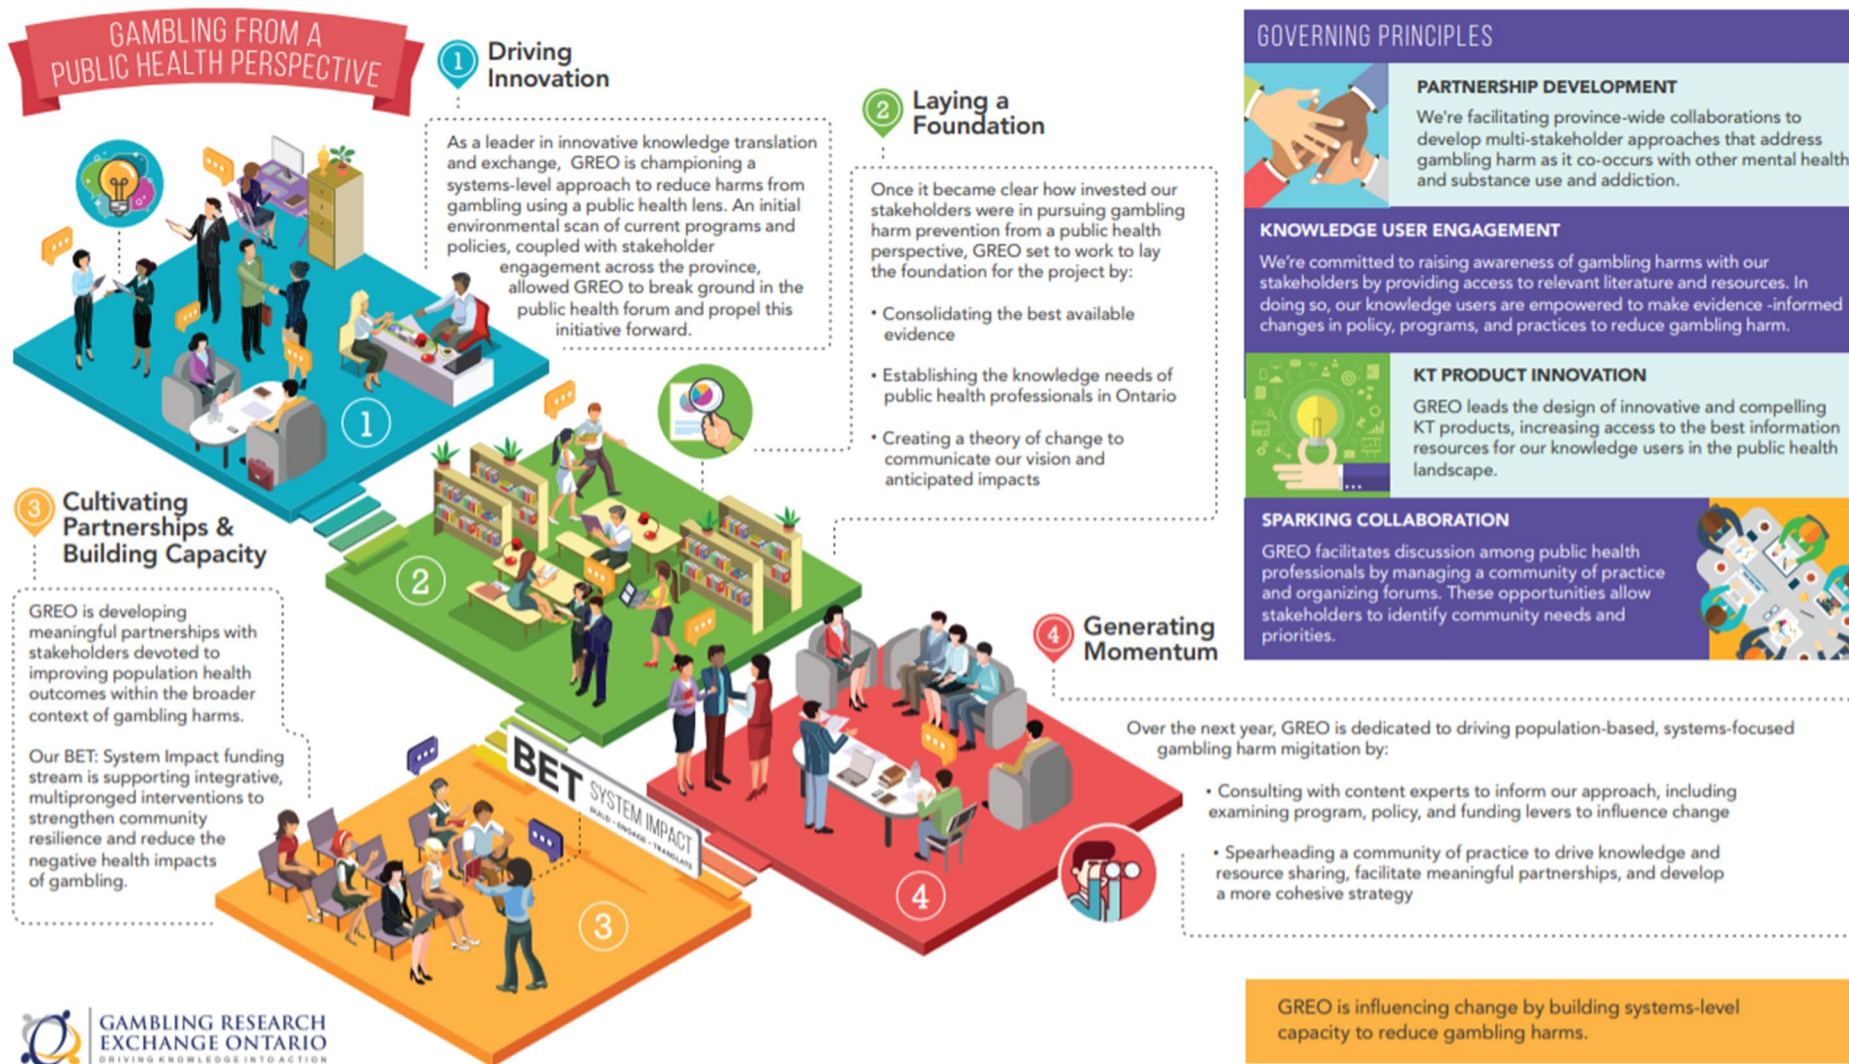 GAMBLING FROM A
PUBLIC HEALTH PERSPECTIVE
1
Driving
Innovation
As a leader in innovative knowledge translation
and exchange, GREO is championing a
systems-level approach to reduce harms from
gambling using a public health lens. An initial
environmental scan of current programs and
policies, coupled with stakeholder
engagement across the province,
allowed GREO to break ground in the
public health forum and propel this
initiative forward.
1
2
Laying a
Foundation
Once it became clear how invested our
stakeholders were in pursuing gambling
harm prevention from a public health
perspective, GREO set to work to lay
the foundation for the project by:
• Consolidating the best available
evidence
• Establishing the knowledge needs of
public health professionals in Ontario
• Creating a theory of change to
communicate our vision and
anticipated impacts
2
3
Cultivating
Partnerships &
Building Capacity
GREO is developing
meaningful partnerships with
stakeholders devoted to
improving population health
outcomes within the broader
context of gambling harms.
Our BET: System Impact funding
stream is supporting integrative,
multipronged interventions to
strengthen community
resilience and reduce the
negative health impacts
of gambling.
BET SYSTEM IMPACT
BUILD • ENGAGE • TRANSLATE
3
4
Generating
Momentum
Over the next year, GREO is dedicated to driving population-based, systems-focused
gambling harm migitation by:
• Consulting with content experts to inform our approach, including
examining program, policy, and funding levers to influence change
• Spearheading a community of practice to drive knowledge and
resource sharing, facilitate meaningful partnerships, and develop
a more cohesive strategy
4
GOVERNING PRINCIPLES
PARTNERSHIP DEVELOPMENT
We're facilitating province-wide collaborations to
develop multi-stakeholder approaches that address
gambling harm as it co-occurs with other mental health
and substance use and addiction.
KNOWLEDGE USER ENGAGEMENT
We're committed to raising awareness of gambling harms with our
stakeholders by providing access to relevant literature and resources. In
doing so, our knowledge users are empowered to make evidence -informed
changes in policy, programs, and practices to reduce gambling harm.
KT PRODUCT INNOVATION
GREO leads the design of innovative and compelling
KT products, increasing access to the best information
resources for our knowledge users in the public health
landscape.
SPARKING COLLABORATION
GREO facilitates discussion among public health
professionals by managing a community of practice
and organizing forums. These opportunities allow
stakeholders to identify community needs and
priorities.
GREO is influencing change by building systems-level
capacity to reduce gambling harms.
GAMBLING RESEARCH
EXCHANGE ONTARIO
DRIVING KNOWLEDGE INTO ACTION